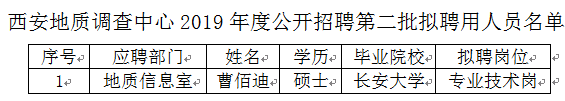 西安地质调查中心 2019 年度公开招聘第二批拟聘用人员名单
序号 应聘部门 姓名 学历 毕业院校 拟聘岗位
1 地质信息室 曹佰迪 硕士 长安大学 专业技术岗